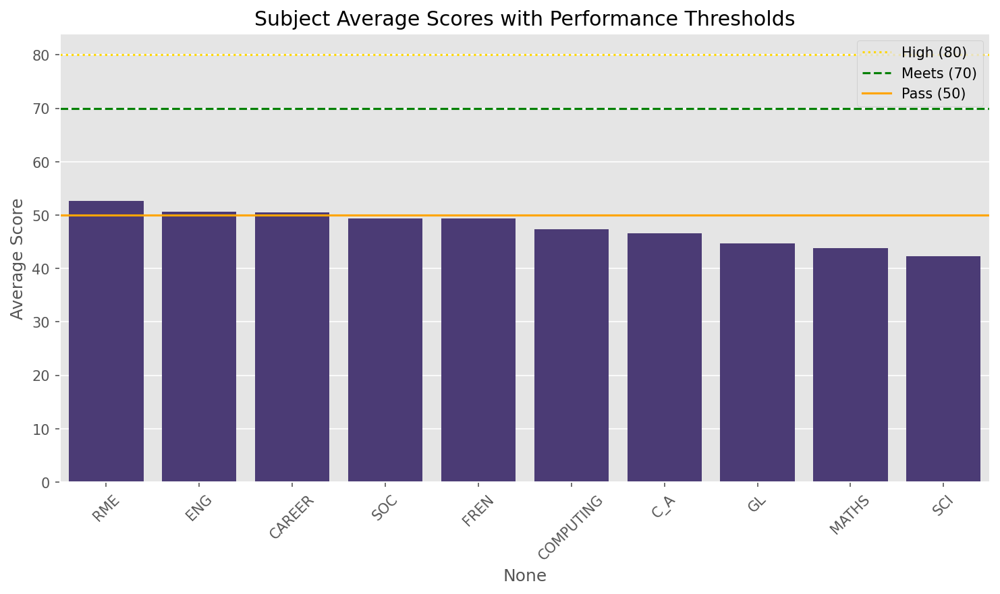 Subject Average Scores with Performance Thresholds
High (80)
Meets (70)
Pass (50)
Average Score
80
70
60
50
40
30
20
10
0
RME
ENG
CAREER
SOC
FREN
COMPUTING
C_A
GL
MATHS
SCI
None